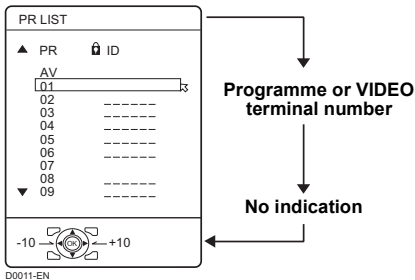 PR LIST
PR ID
AV
01
02 ______
03 ______
04 ______
05 ______
06 ______
07
08 ______
09 ______
-10 OK +10
D0011-EN
Programme or VIDEO
terminal number
No indication